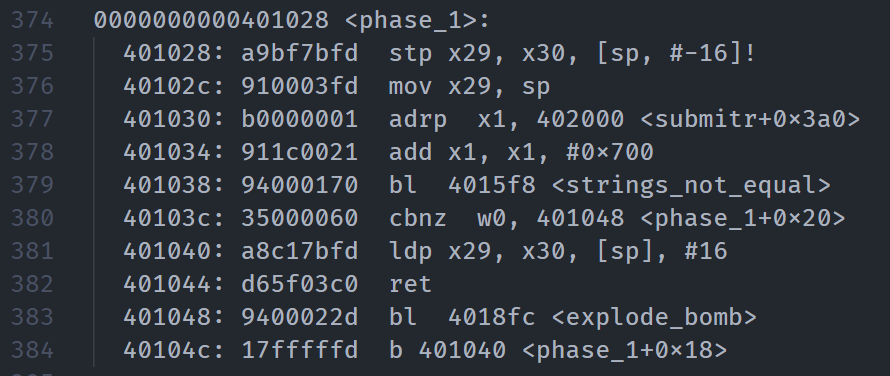 374 0000000000401028 <phase_1>:
375 401028: a9bf7bfd stp x29, x30, [sp, #-16]!
376 40102c: 910003fd mov x29, sp
377 401030: b0000001 adrp x1, 402000 <submitr+0×3a0>
378 401034: 911c0021 add x1, x1, #0×700
379 401038: 94000170 bl 4015f8 <strings_not_equal>
380 40103c: 35000060 cbnz w0, 401048 <phase_1+0×20>
381 401040: a8c17bfd ldp x29, x30, [sp], #16
382 401044: d65f03c0 ret
383 401048: 9400022d bl 4018fc <explode_bomb>
384 40104c: 17fffffd b 401040 <phase_1+0×18>